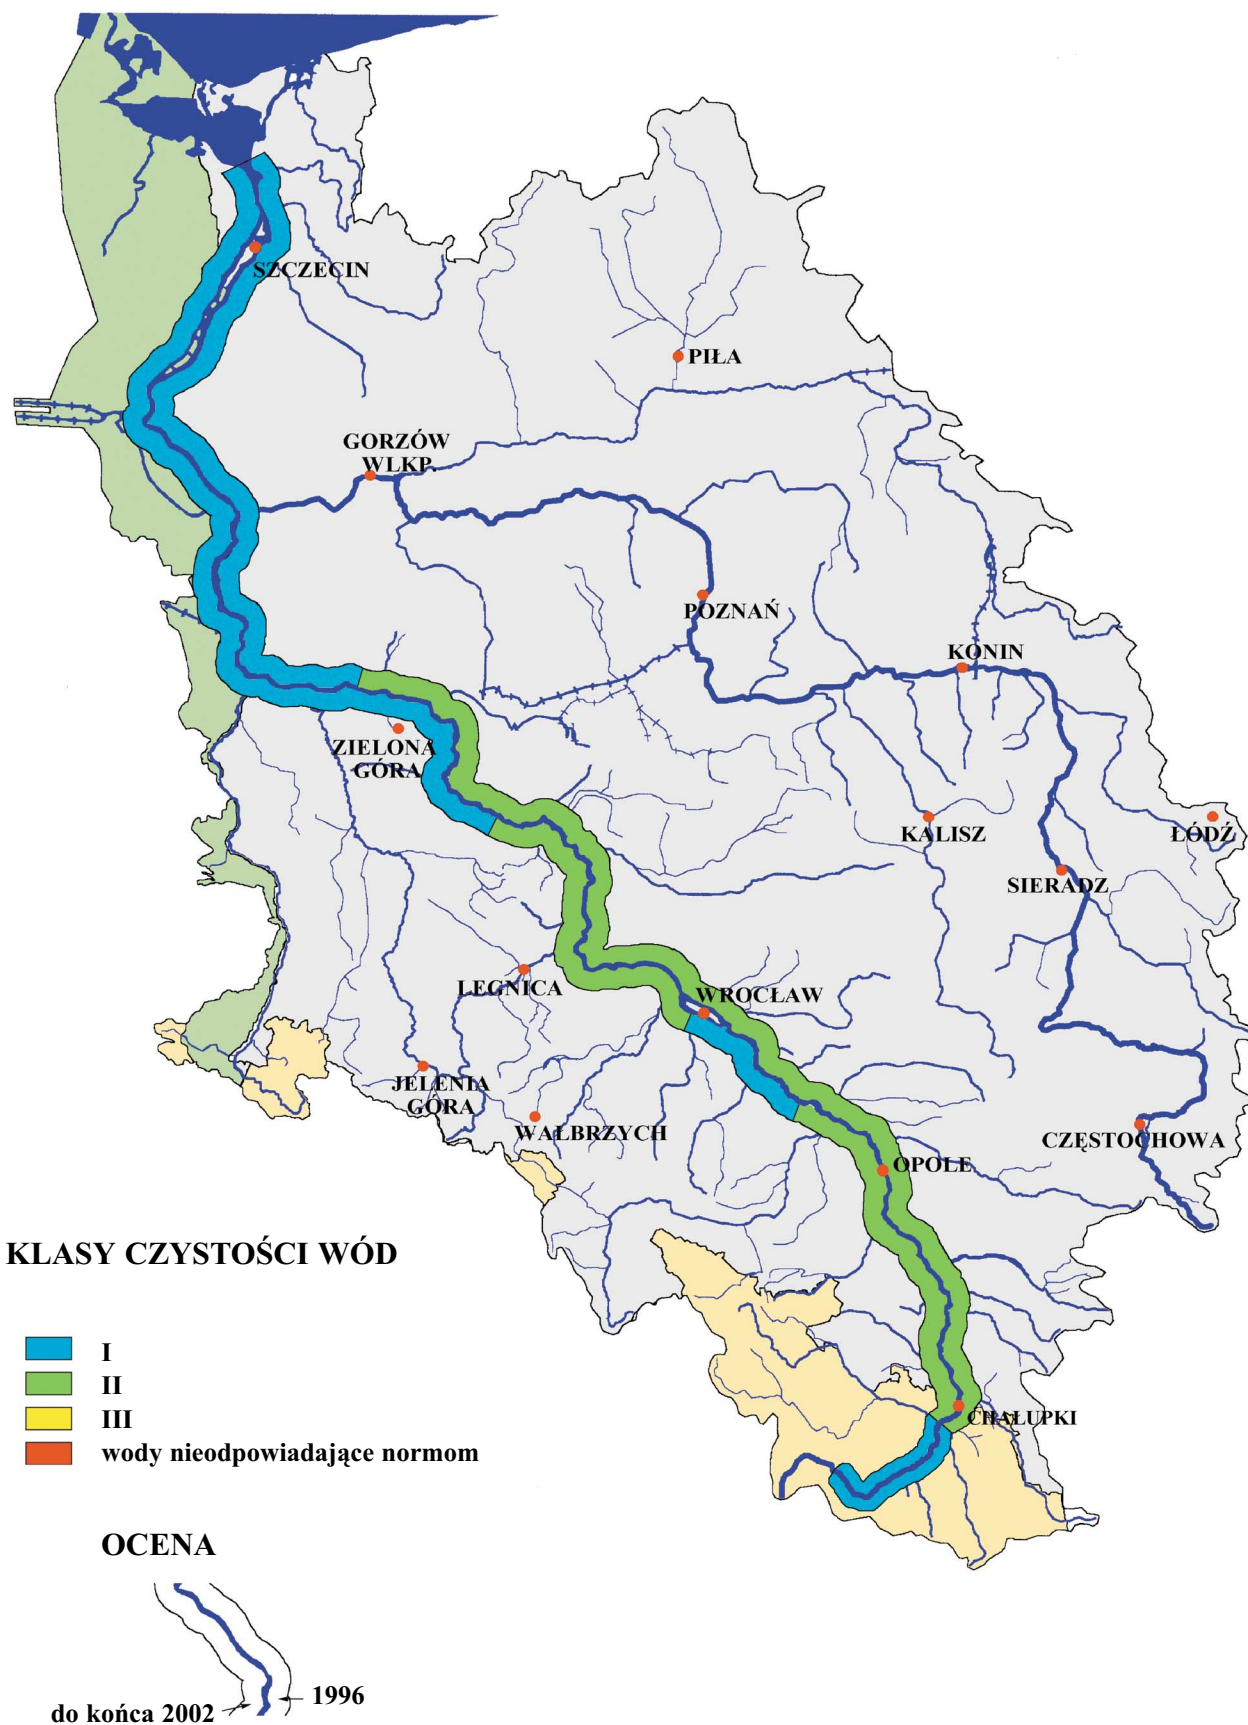 SZCZECIN
PIŁA
GORZÓW
WLKP.
POZNAŃ
KONIN
ZIELONA
GÓRA
KALISZ
ŁÓDŹ
SIERADZ
LEGNICA
WROCŁAW
JELENIA
GÓRA
WAŁBRZYCH
CZĘSTOCHOWA
OPOLE
CHAŁUPKI
KLASY CZYSTOŚCI WÓD
I
II
III
wody nieodpowiadające normom
OCENA
1996
do końca 2002